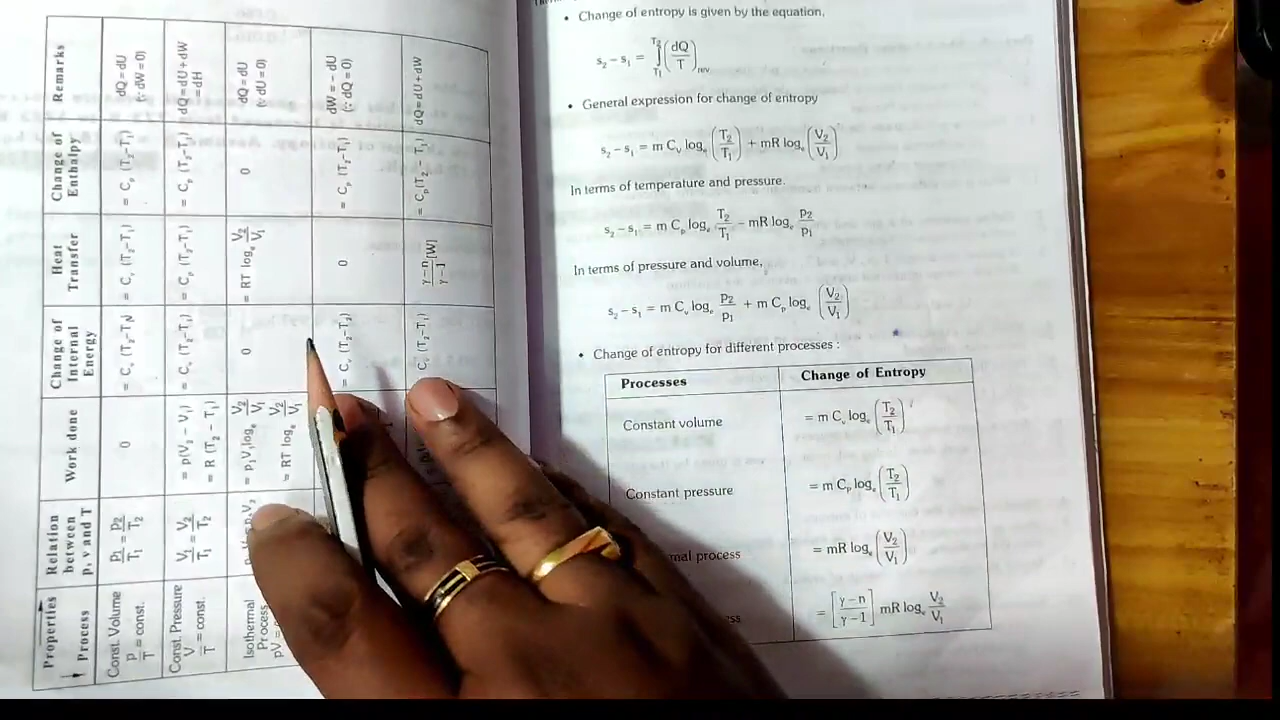 Properties → Process ↓ | Relation between p, v and T | Work done | Change of Internal Energy | Heat Transfer | Change of Enthalpy | Remarks
Const. Volume p/T = const. | p₁/T₁ = p₂/T₂ | 0 | = Cᵥ (T₂–T₁) | = Cᵥ (T₂–T₁) | = Cₚ (T₂–T₁) | dQ = dU (∵ dW = 0)
Const. Pressure V/T = const. | V₁/T₁ = V₂/T₂ | = p(V₂ – V₁) = R (T₂ – T₁) | = Cᵥ (T₂–T₁) | = Cₚ (T₂–T₁) | = Cₚ (T₂–T₁) | dQ = dU + dW = dH
Isothermal Process pV = | = p₁V₁logₑ V₂/V₁ = RT logₑ V₂/V₁ | 0 | = RT logₑ V₂/V₁ | 0 | dQ = dU (∵ dU = 0)
= Cᵥ (T₂–T₂) | 0 | = Cₚ (T₂–T₁) | dW = – dU (∵ dQ = 0)
Cᵥ (T₂–T₁) | γ–n/γ–1 [W] | = Cₚ (T₂ – T₁) | dQ = dU + dW
• Change of entropy is given by the equation,
s₂ – s₁ = ∫ T₁ T₂ (dQ/T) rev
• General expression for change of entropy
s₂ – s₁ = m Cᵥ logₑ (T₂/T₁) + mR logₑ (V₂/V₁)
In terms of temperature and pressure.
s₂ – s₁ = m Cₚ logₑ T₂/T₁ – mR logₑ p₂/p₁
In terms of pressure and volume,
s₂ – s₁ = m Cᵥ logₑ p₂/p₁ + m Cₚ logₑ (V₂/V₁)
• Change of entropy for different processes :
Processes | Change of Entropy
Constant volume | = m Cᵥ logₑ (T₂/T₁)
Constant pressure | = m Cₚ logₑ (T₂/T₁)
mal process | = mR logₑ (V₂/V₁)
ss | = [γ–n/γ–1] mR logₑ V₂/V₁